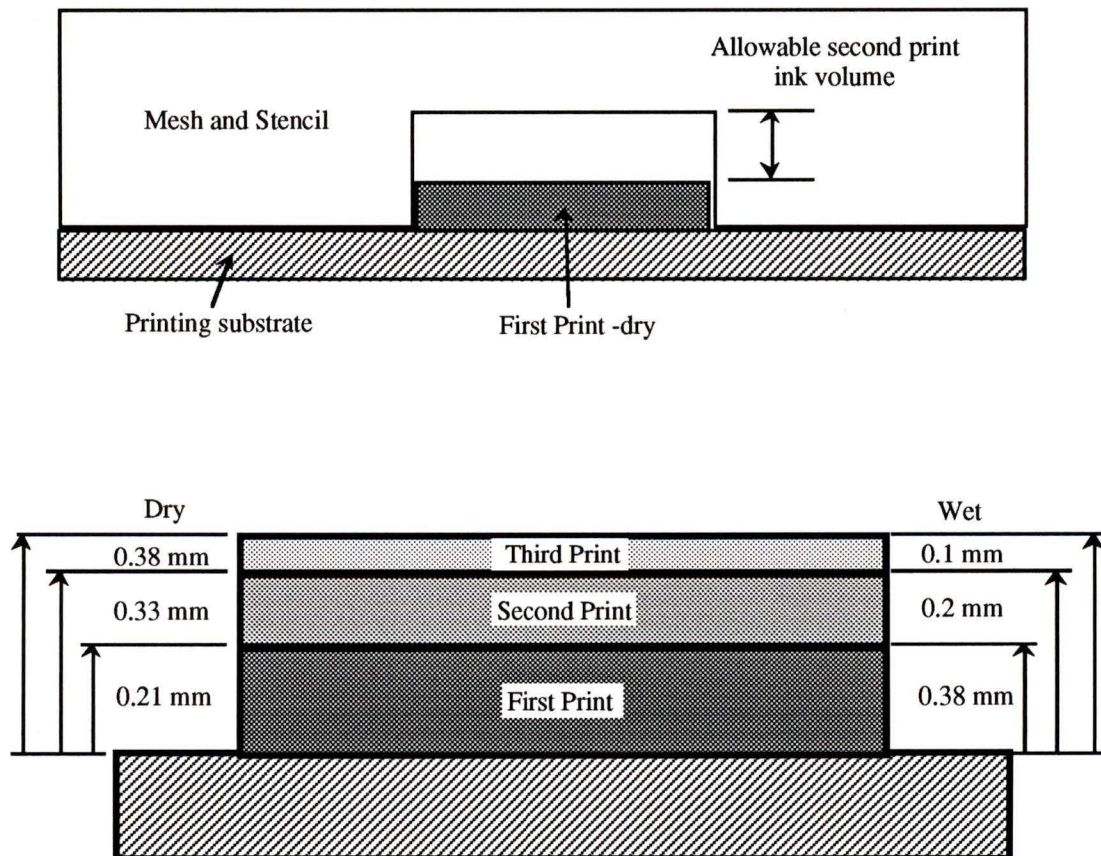 Allowable second print
ink volume
Mesh and Stencil
Printing substrate
First Print -dry
Dry
Wet
0.38 mm
Third Print
0.1 mm
0.33 mm
Second Print
0.2 mm
0.21 mm
First Print
0.38 mm